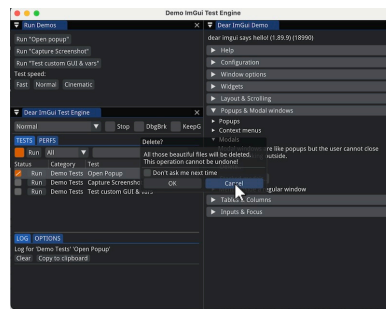 Demo ImGui Test Engine
Run Demos
Run "Open popup"
Run "Capture Screenshot"
Run "Test custom GUI & vars"
Test speed:
Fast Normal Cinematic
Dear ImGui Test Engine
Normal Stop DbgBrk KeepG
TESTS PERFS
Run All
Status Category Test
Run Demo Tests Open Popup
Run Demo Tests Capture Screensho
Run Demo Tests Test custom GUI &
LOG OPTIONS
Log for 'Demo Tests' 'Open Popup'
Clear Copy to clipboard
Delete?
All those beautiful files will be deleted.
This operation cannot be undone!
Don't ask me next time
OK Cancel
Dear ImGui Demo
dear imgui says hello! (1.89.9) (18990)
Help
Configuration
Window options
Widgets
Layout & Scrolling
Popups & Modal windows
Popups
Context menus
Modals
are like popups but the user cannot close
outside.
regular window
Tables & Columns
Inputs & Focus